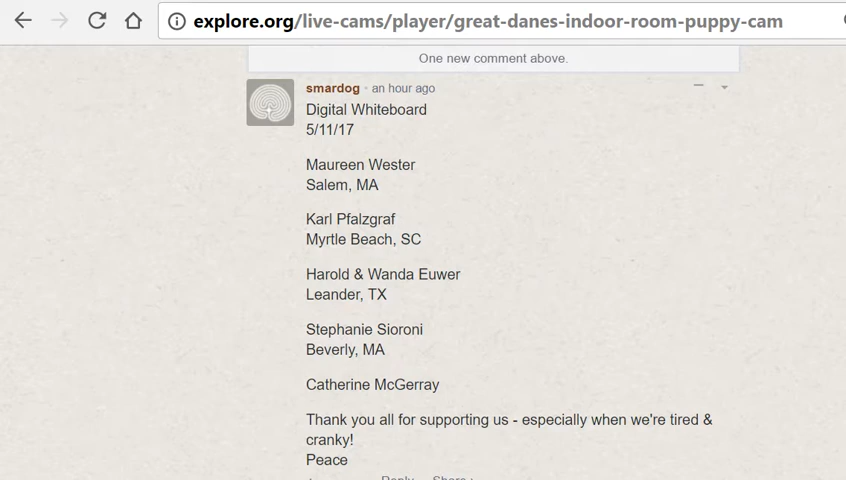 explore.org/live-cams/player/great-danes-indoor-room-puppy-cam
One new comment above.
smardog · an hour ago
Digital Whiteboard
5/11/17
Maureen Wester
Salem, MA
Karl Pfalzgraf
Myrtle Beach, SC
Harold & Wanda Euwer
Leander, TX
Stephanie Sioroni
Beverly, MA
Catherine McGerray
Thank you all for supporting us - especially when we're tired &
cranky!
Peace
Reply Share ›